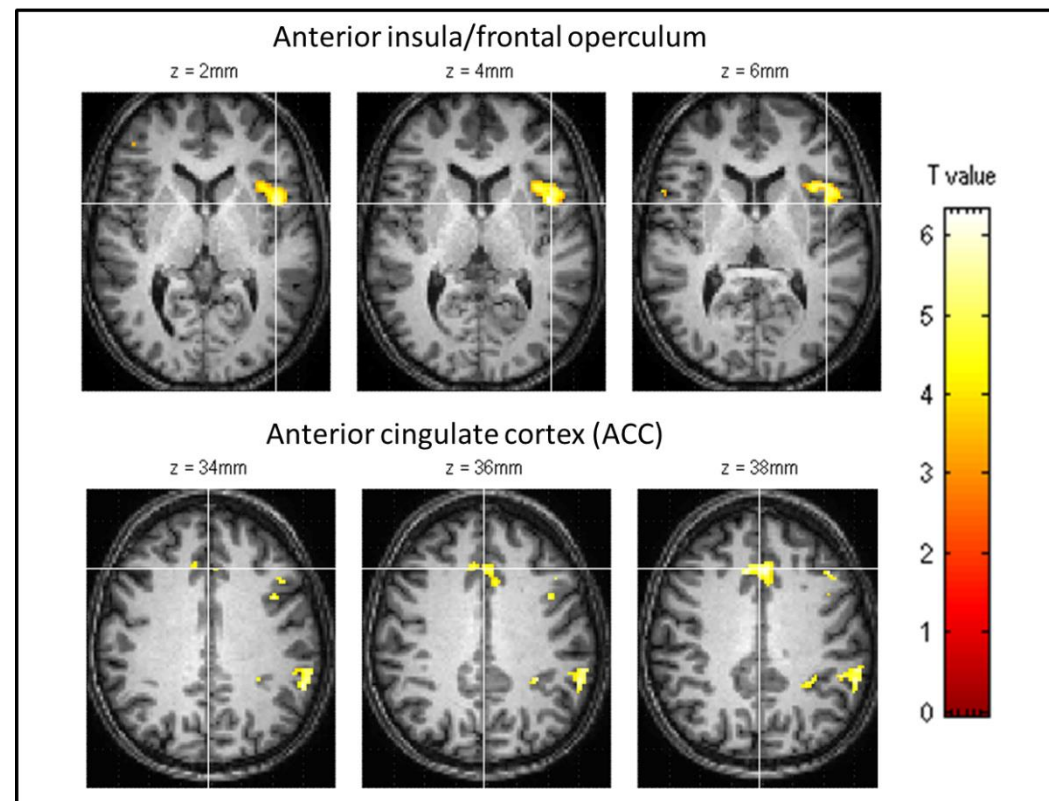 Anterior insula/frontal operculum
z = 2mm z = 4mm z = 6mm
T value
6
5
4
3
2
1
0
Anterior cingulate cortex (ACC)
z = 34mm z = 36mm z = 38mm